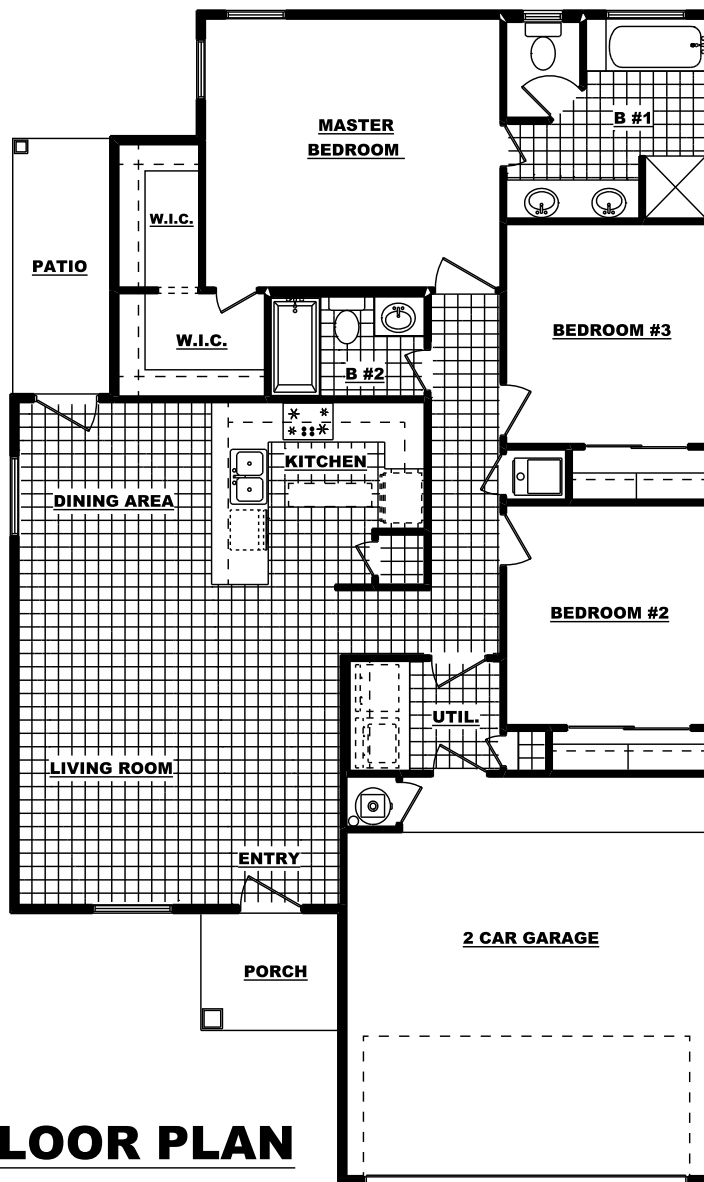 MASTER
BEDROOM
B #1
W.I.C.
PATIO
W.I.C.
B #2
BEDROOM #3
KITCHEN
DINING AREA
BEDROOM #2
UTIL.
LIVING ROOM
ENTRY
2 CAR GARAGE
PORCH
LOOR PLAN